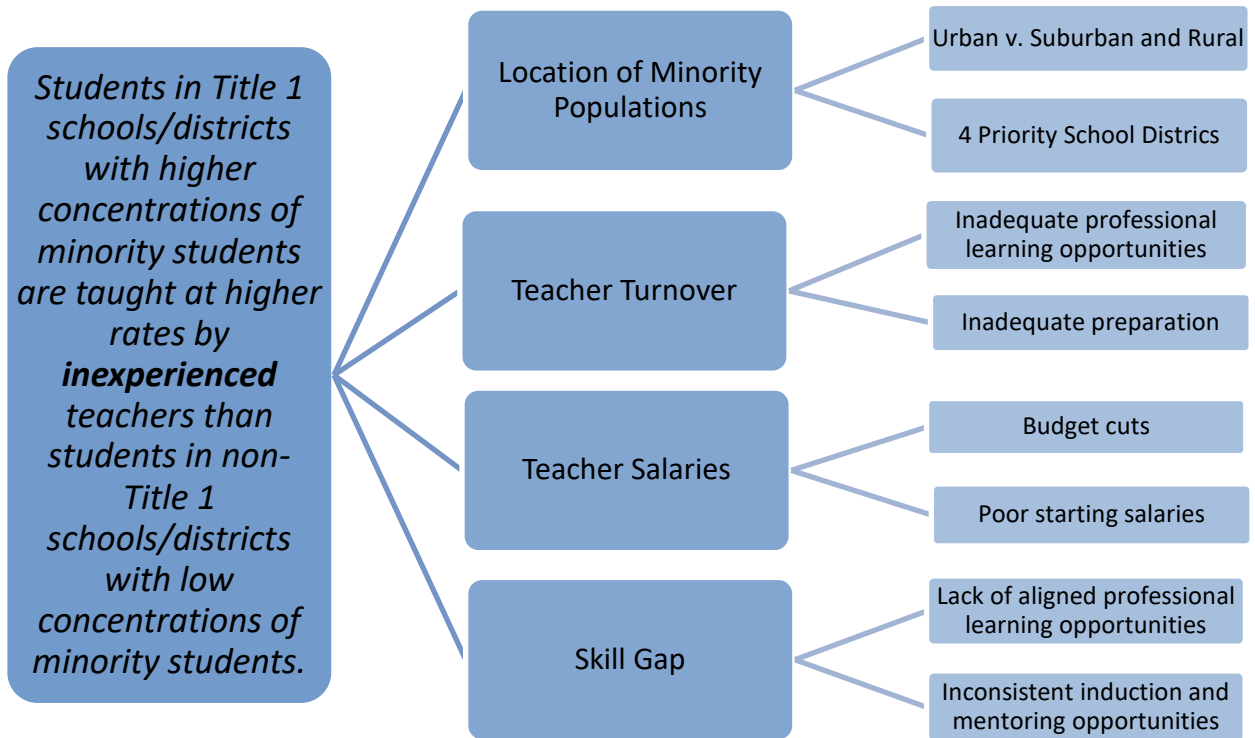 Students in Title 1
schools/districts
with higher
concentrations of
minority students
are taught at higher
rates by
inexperienced
teachers than
students in non-
Title 1
schools/districts
with low
concentrations of
minority students.
Location of Minority
Populations
Urban v. Suburban and Rural
4 Priority School Districs
Teacher Turnover
Inadequate professional
learning opportunities
Inadequate preparation
Teacher Salaries
Budget cuts
Poor starting salaries
Skill Gap
Lack of aligned professional
learning opportunities
Inconsistent induction and
mentoring opportunities